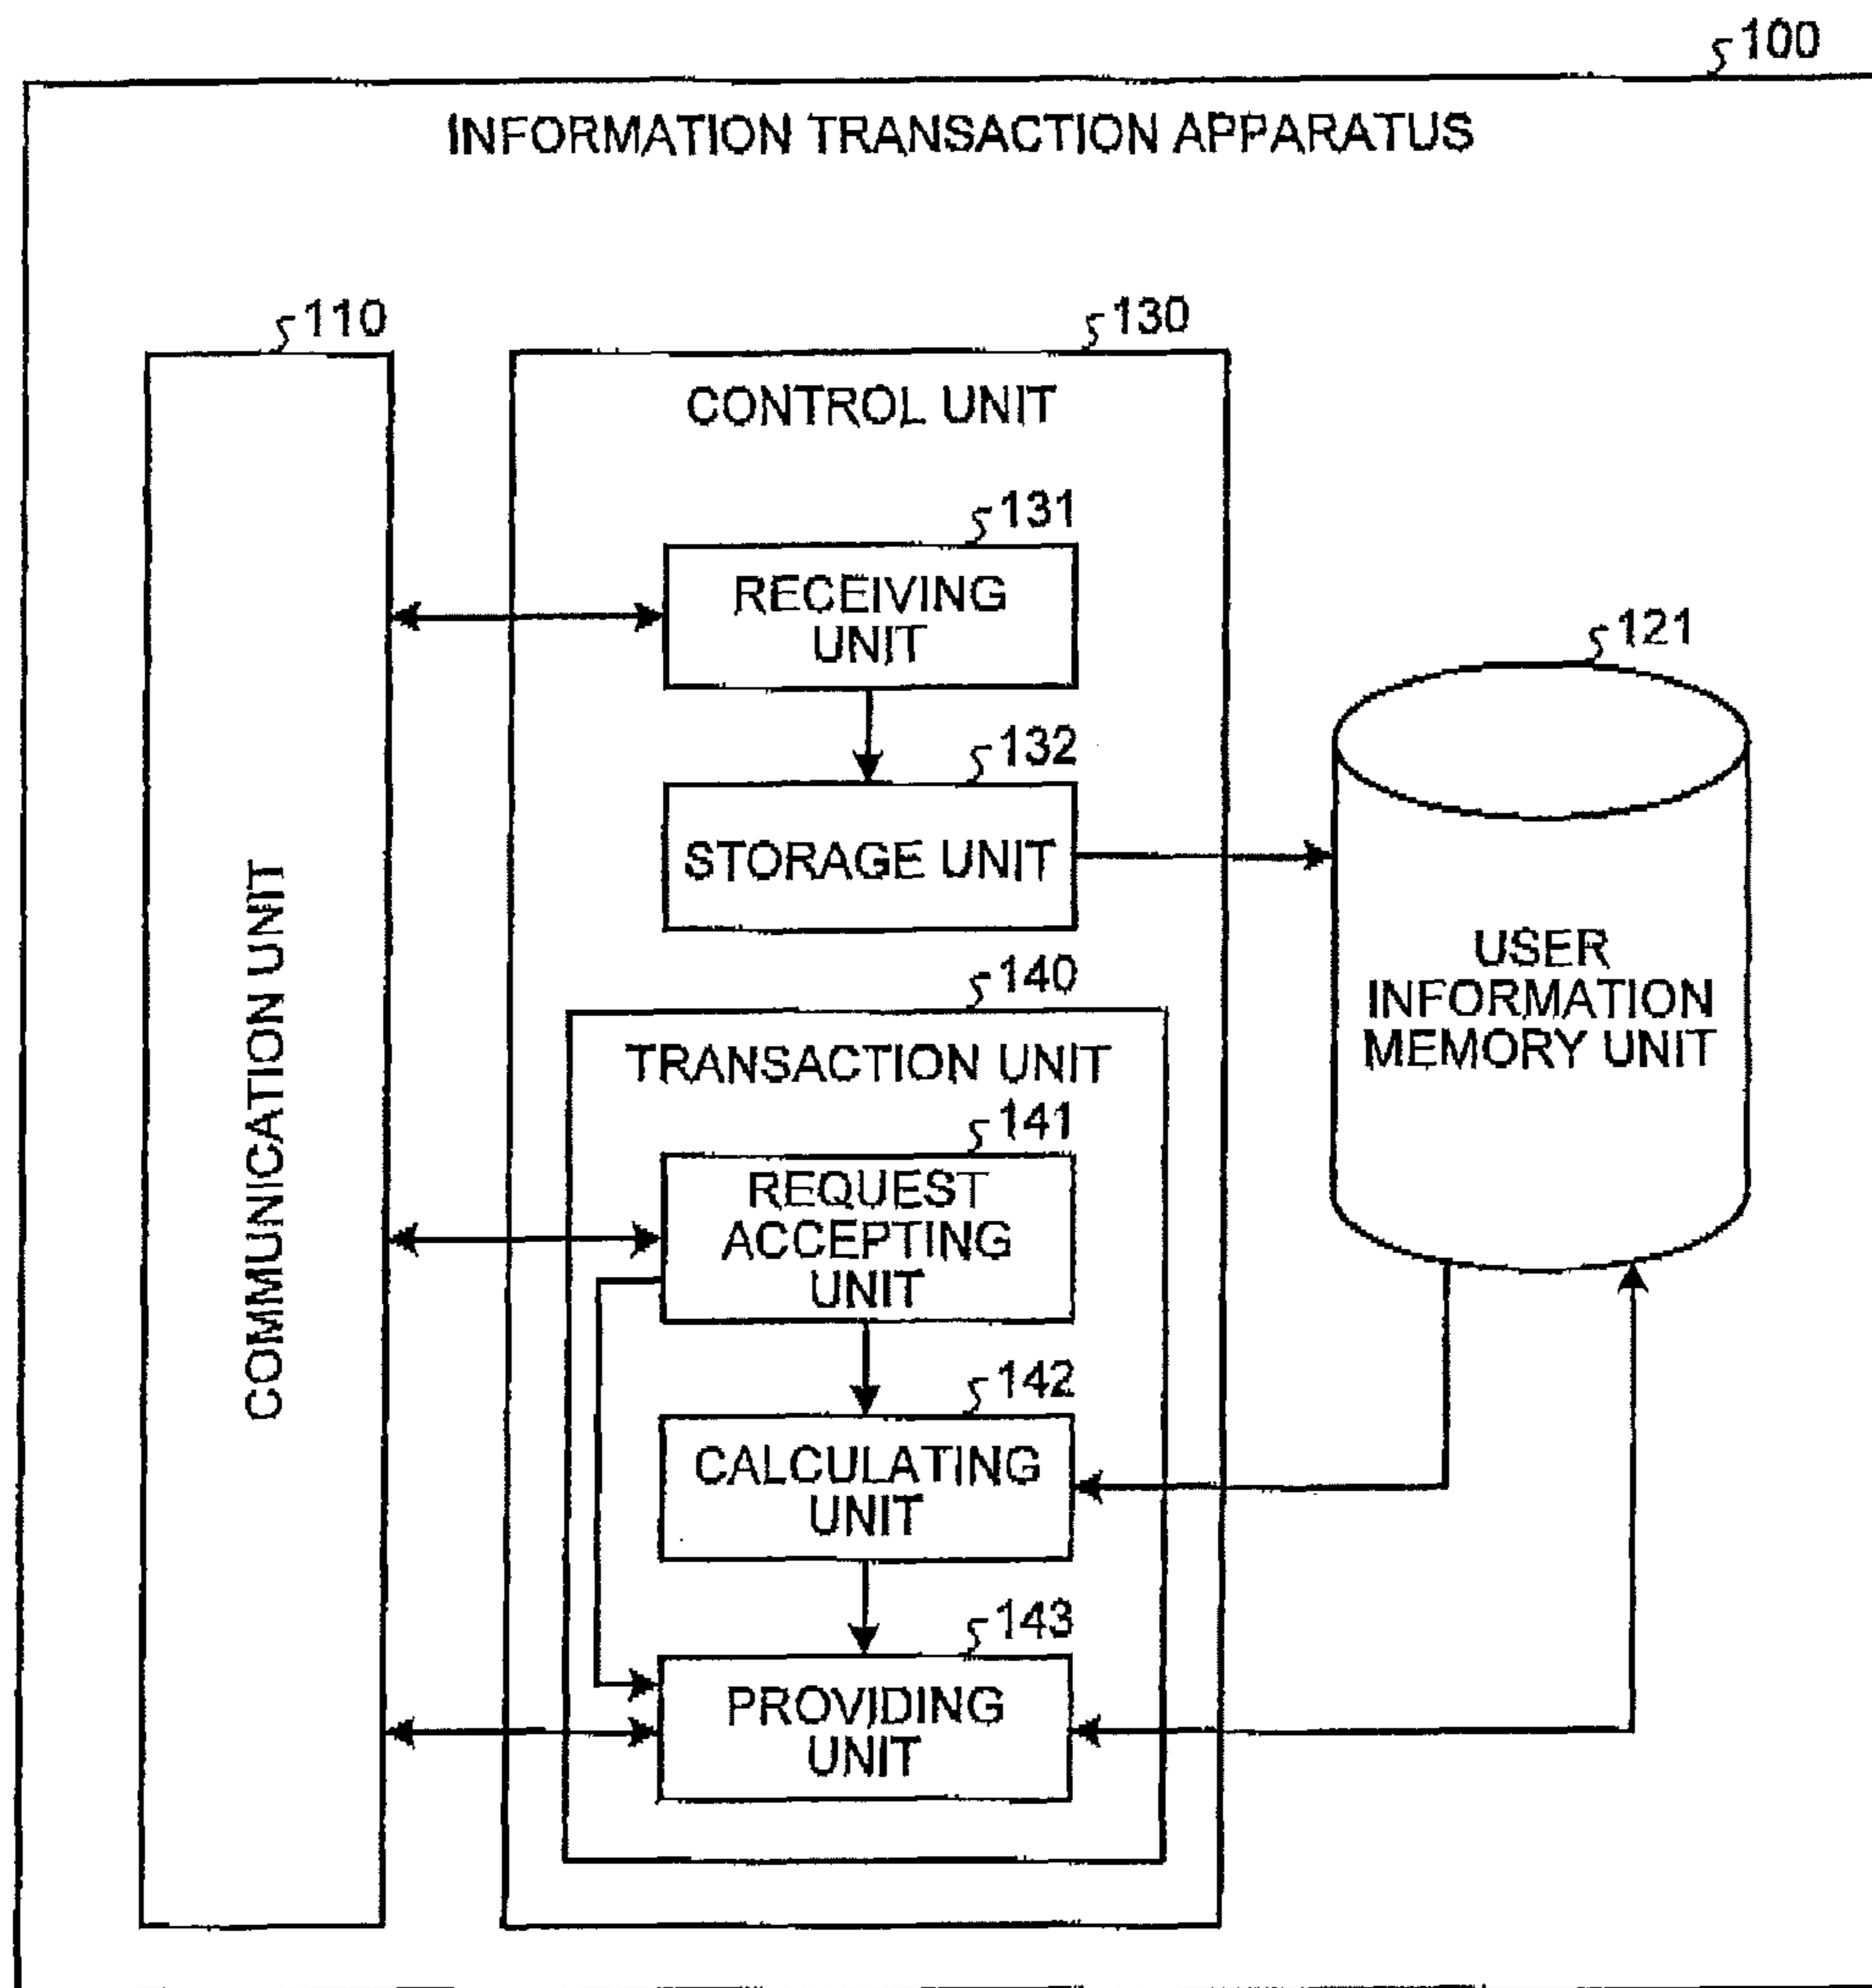 100
INFORMATION TRANSACTION APPARATUS
110
130
CONTROL UNIT
131
RECEIVING
UNIT
121
132
STORAGE UNIT
USER
INFORMATION
MEMORY UNIT
COMMUNICATION UNIT
140
TRANSACTION UNIT
141
REQUEST
ACCEPTING
UNIT
142
CALCULATING
UNIT
143
PROVIDING
UNIT